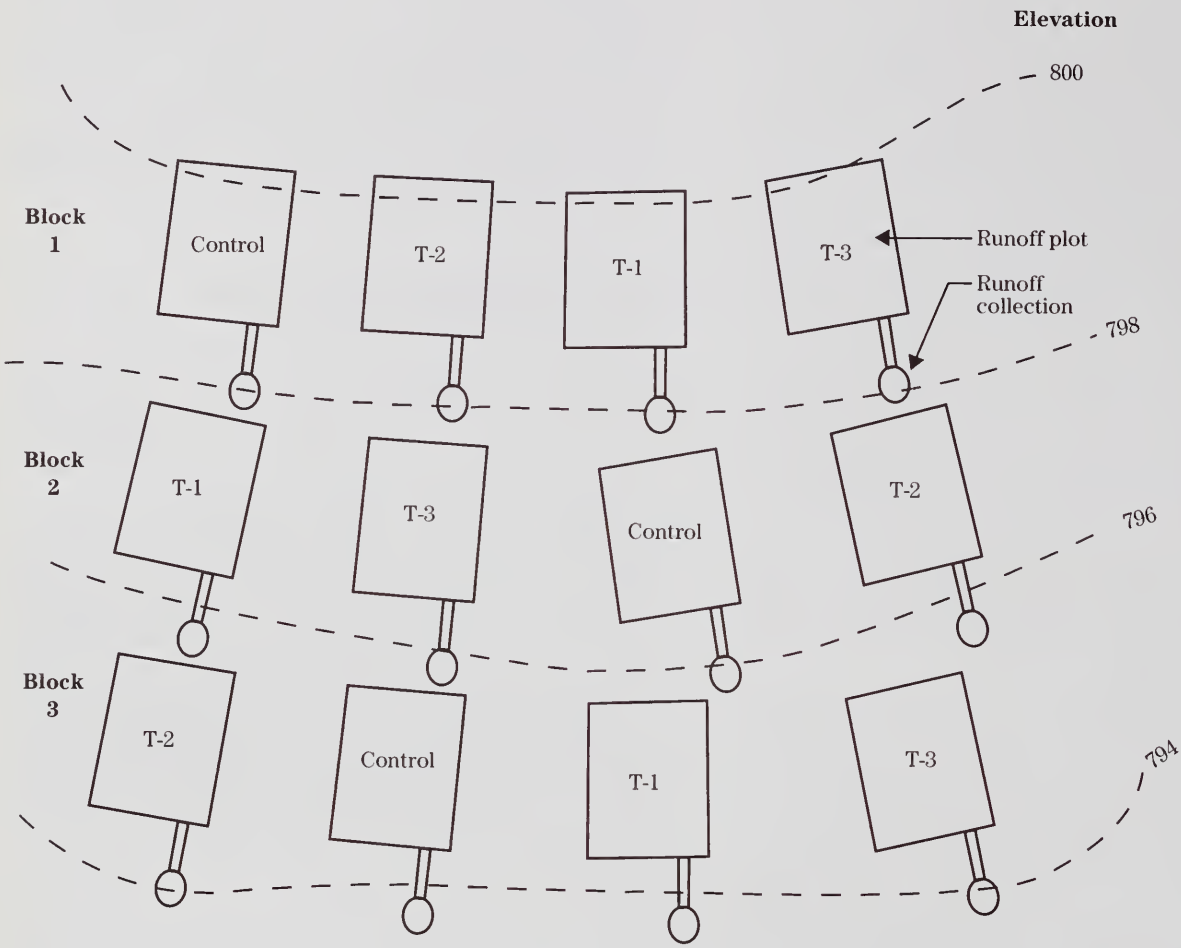 Elevation
800
Block
1
Control
T-2
T-1
T-3
Runoff plot
Runoff
collection
798
Block
2
T-1
T-3
Control
T-2
796
Block
3
T-2
Control
T-1
T-3
794